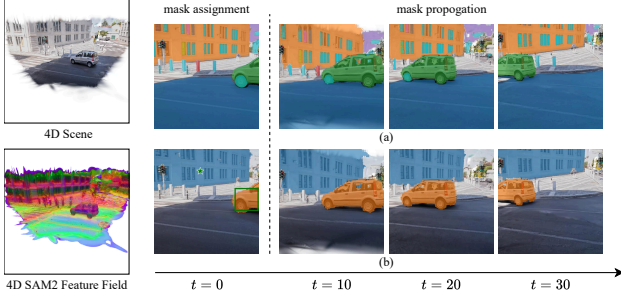 mask assignment
mask propogation
4D Scene
(a)
4D SAM2 Feature Field
(b)
t = 0
t = 10
t = 20
t = 30